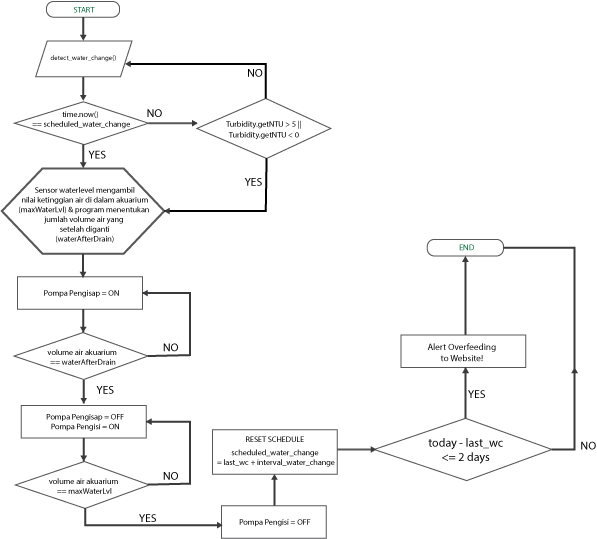 START
detect_water_change()
NO
time.now()
== scheduled_water_change
NO
Turbidity.getNTU > 5 ||
Turbidity.getNTU < 0
YES
YES
Sensor waterlevel mengambil
nilai ketinggian air di dalam akuarium
(maxWaterLvl) & program menentukan
jumlah volume air yang
setelah diganti
(waterAfterDrain)
Pompa Pengisap = ON
volume air akuarium
== waterAfterDrain
NO
YES
Pompa Pengisap = OFF
Pompa Pengisi = ON
volume air akuarium
== maxWaterLvl
NO
YES
Pompa Pengisi = OFF
RESET SCHEDULE
scheduled_water_change
= last_wc + interval_water_change
today - last_wc
<= 2 days
YES
NO
Alert Overfeeding
to Website!
END